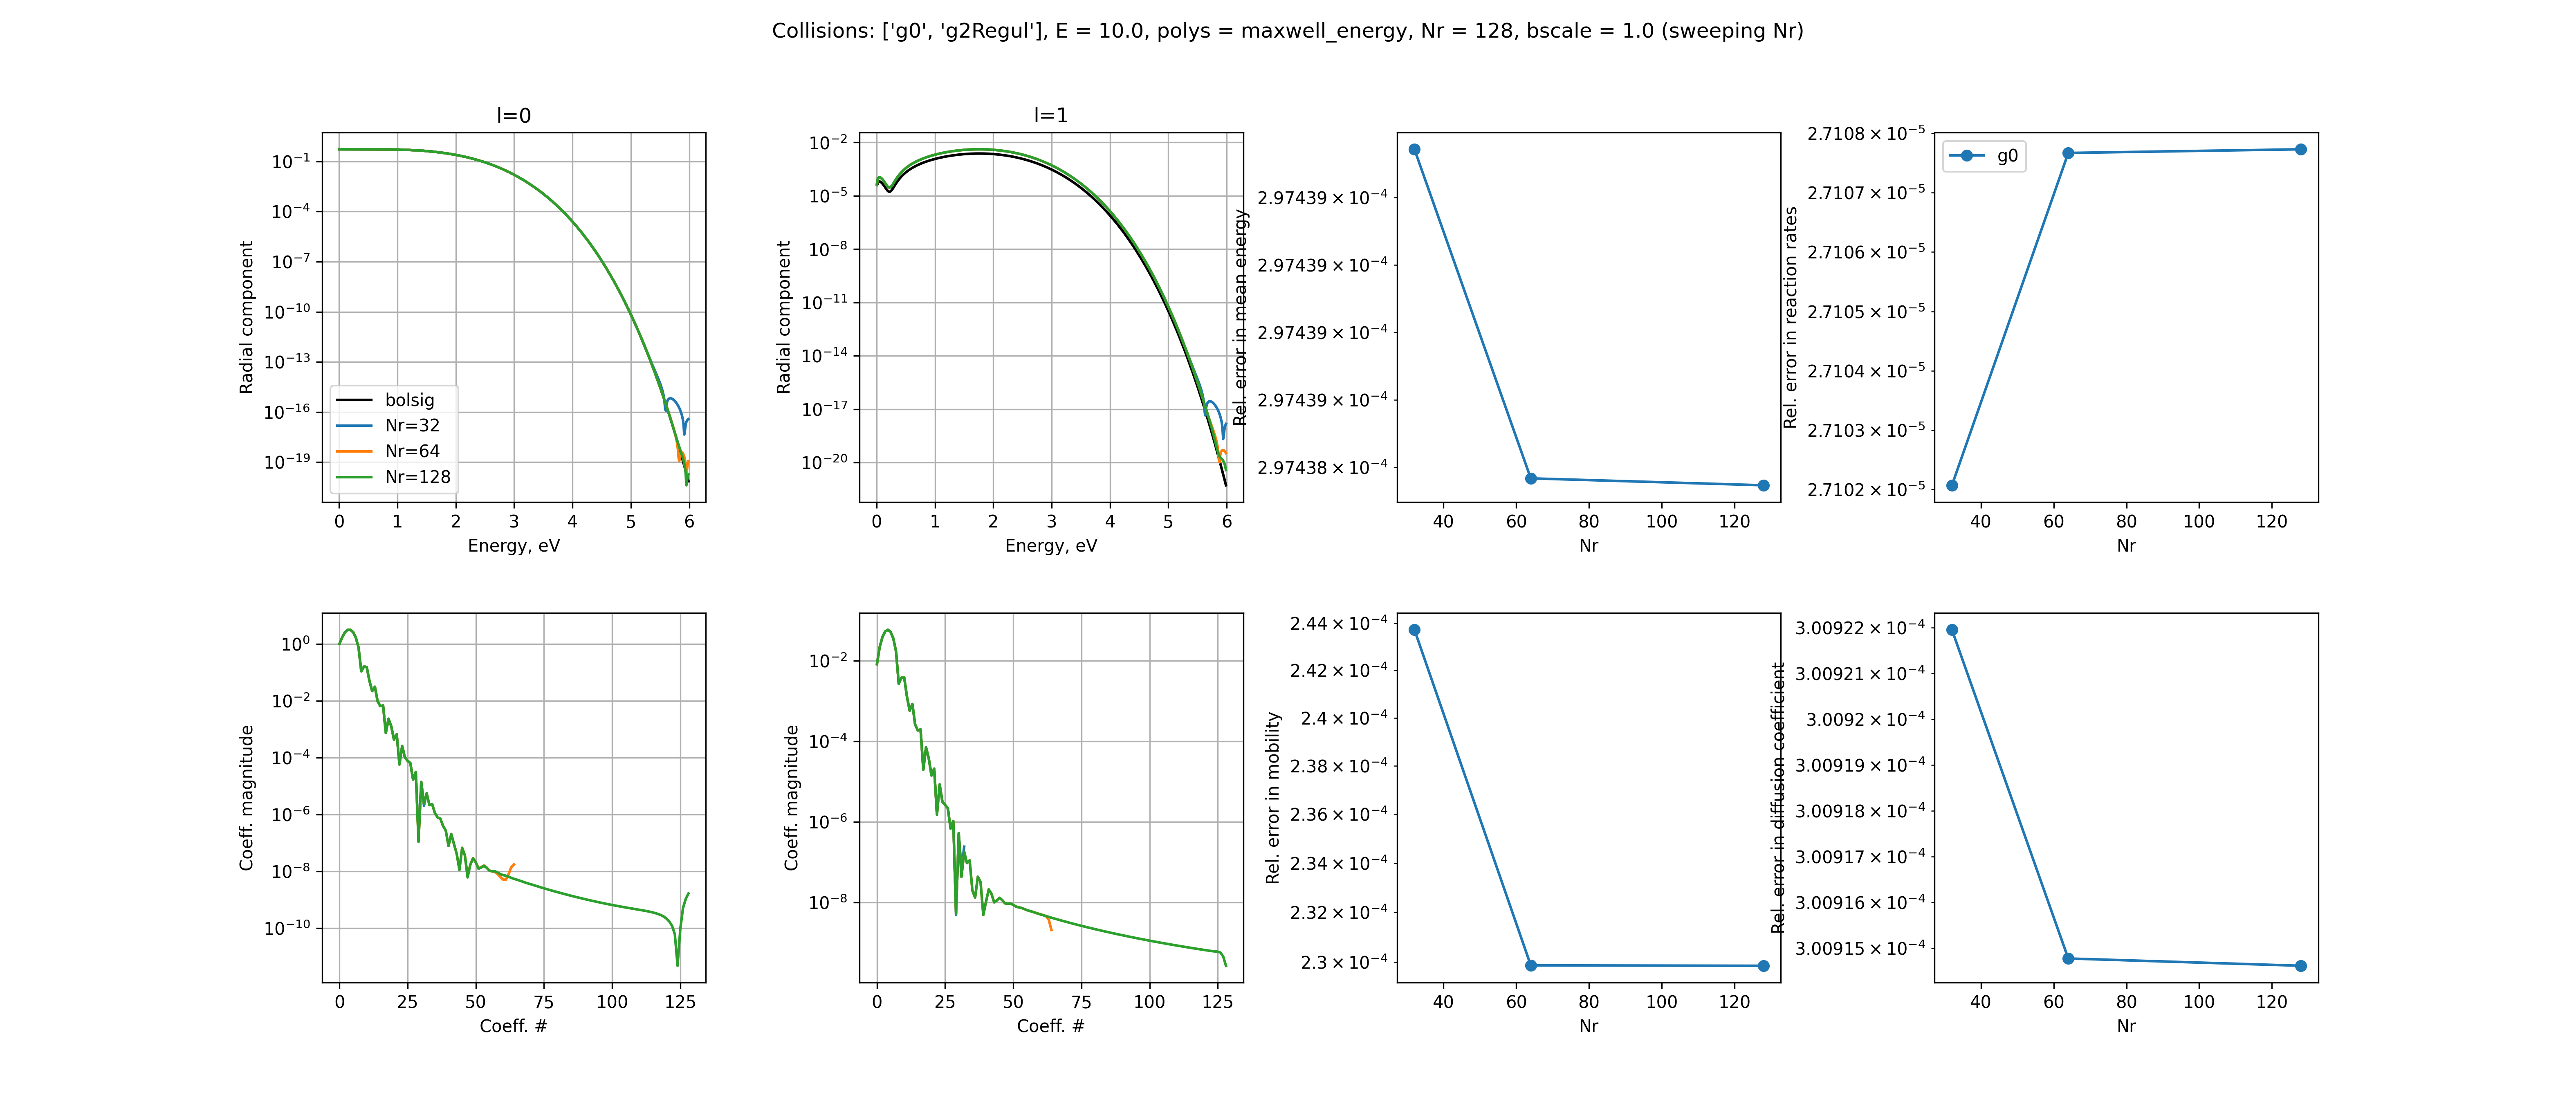 Collisions: ['g0', 'g2Regul'], E = 10.0, polys = maxwell_energy, Nr = 128, bscale = 1.0 (sweeping Nr)
l=0
Radial component
10⁻¹
10⁻⁴
10⁻⁷
10⁻¹⁰
10⁻¹³
10⁻¹⁶
10⁻¹⁹
bolsig
Nr=32
Nr=64
Nr=128
0 1 2 3 4 5 6
Energy, eV
l=1
Radial component
10⁻²
10⁻⁵
10⁻⁸
10⁻¹¹
10⁻¹⁴
10⁻¹⁷
10⁻²⁰
0 1 2 3 4 5 6
Energy, eV
Rel. error in mean energy
2.97439 × 10⁻⁴
2.97439 × 10⁻⁴
2.97439 × 10⁻⁴
2.97439 × 10⁻⁴
2.97438 × 10⁻⁴
40 60 80 100 120
Nr
Rel. error in reaction rates
2.7108 × 10⁻⁵
2.7107 × 10⁻⁵
2.7106 × 10⁻⁵
2.7105 × 10⁻⁵
2.7104 × 10⁻⁵
2.7103 × 10⁻⁵
2.7102 × 10⁻⁵
g0
40 60 80 100 120
Nr
Coeff. magnitude
10⁰
10⁻²
10⁻⁴
10⁻⁶
10⁻⁸
10⁻¹⁰
0 25 50 75 100 125
Coeff. #
Coeff. magnitude
10⁻²
10⁻⁴
10⁻⁶
10⁻⁸
0 25 50 75 100 125
Coeff. #
Rel. error in mobility
2.44 × 10⁻⁴
2.42 × 10⁻⁴
2.4 × 10⁻⁴
2.38 × 10⁻⁴
2.36 × 10⁻⁴
2.34 × 10⁻⁴
2.32 × 10⁻⁴
2.3 × 10⁻⁴
40 60 80 100 120
Nr
Rel. error in diffusion coefficient
3.00922 × 10⁻⁴
3.00921 × 10⁻⁴
3.0092 × 10⁻⁴
3.00919 × 10⁻⁴
3.00918 × 10⁻⁴
3.00917 × 10⁻⁴
3.00916 × 10⁻⁴
3.00915 × 10⁻⁴
40 60 80 100 120
Nr